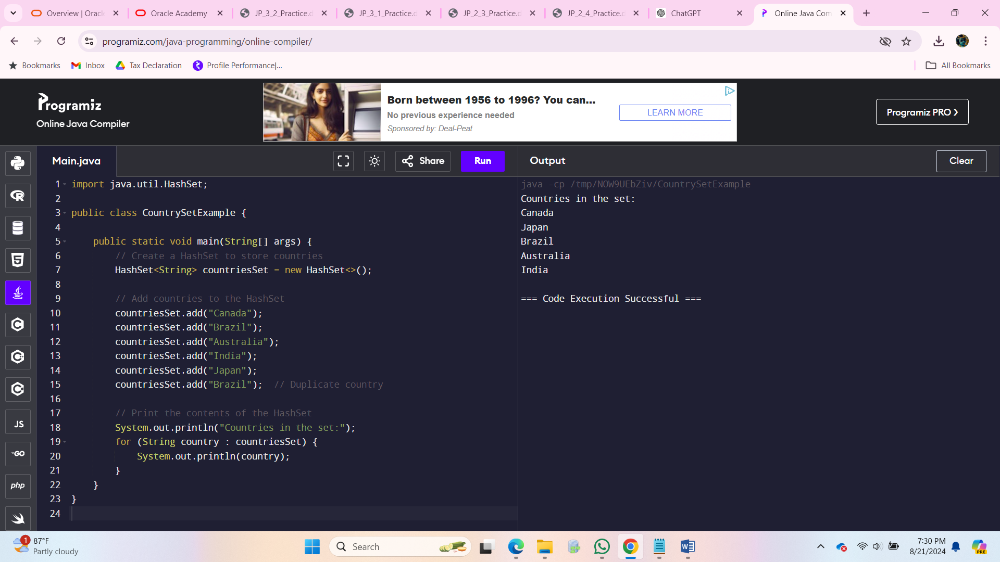 Overview | Oracle
Oracle Academy
JP_3_2_Practice.d
JP_3_1_Practice.d
JP_2_3_Practice.d
JP_2_4_Practice.d
ChatGPT
Online Java Com
programiz.com/java-programming/online-compiler/
Bookmarks
Inbox
Tax Declaration
Profile Performance|...
All Bookmarks
Programiz
Online Java Compiler
Born between 1956 to 1996? You can...
No previous experience needed
Sponsored by: Deal-Peat
LEARN MORE
Programiz PRO
Main.java
Share
Run
Output
Clear
1 import java.util.HashSet;
2
3 public class CountrySetExample {
4
5 public static void main(String[] args) {
6 // Create a HashSet to store countries
7 HashSet<String> countriesSet = new HashSet<>();
8
9 // Add countries to the HashSet
10 countriesSet.add("Canada");
11 countriesSet.add("Brazil");
12 countriesSet.add("Australia");
13 countriesSet.add("India");
14 countriesSet.add("Japan");
15 countriesSet.add("Brazil");  // Duplicate country
16
17 // Print the contents of the HashSet
18 System.out.println("Countries in the set:");
19 for (String country : countriesSet) {
20 System.out.println(country);
21 }
22 }
23 }
24
java -cp /tmp/NOW9UEbZiv/CountrySetExample
Countries in the set:
Canada
Japan
Brazil
Australia
India
=== Code Execution Successful ===
R
5
C
C
C#
JS
GO
php
1
87°F
Partly cloudy
Search
W
7:30 PM
8/21/2024
PRE